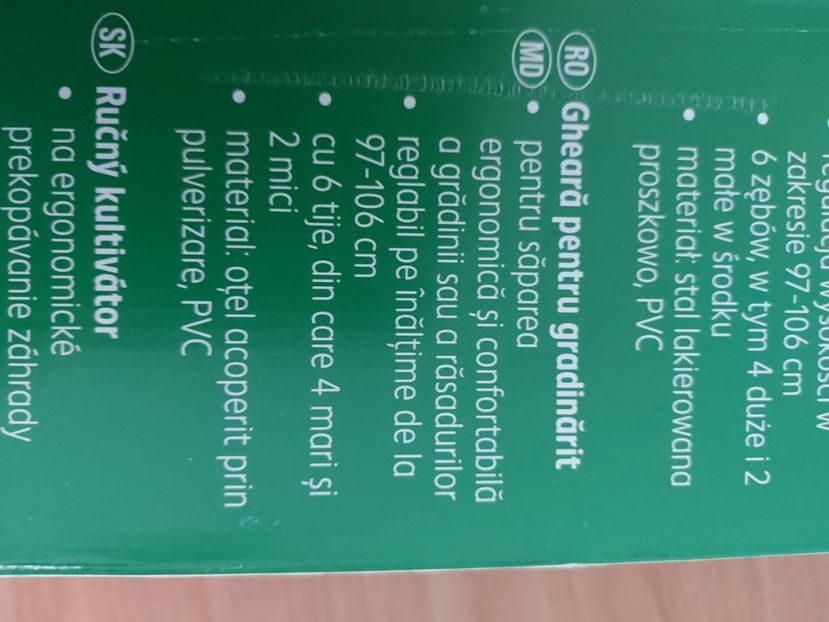 zakresie 97-106 cm
• 6 zębów, w tym 4 duże i 2
małe w środku
• materiał: stal lakierowana
proszkowo, PVC
RO Gheară pentru gradinărit
MD • pentru săparea
ergonomică și confortabilă
a grădinii sau a răsadurilor
• reglabil pe înălțime de la
97-106 cm
• cu 6 tije, din care 4 mari și
2 mici
• material: oțel acoperit prin
pulverizare, PVC
SK Ručný kultivátor
• na ergonomické
prekopávanie záhrady